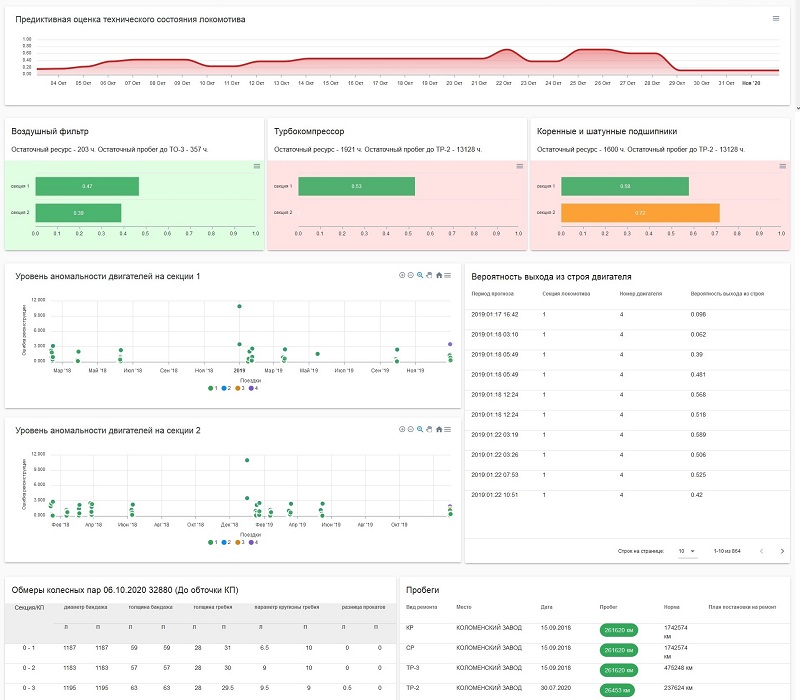 Предиктивная оценка технического состояния локомотива
1.00
0.80
0.60
0.40
0.20
0.00
04 Окт 05 Окт 06 Окт 07 Окт 08 Окт 09 Окт 10 Окт 11 Окт 12 Окт 13 Окт 14 Окт 15 Окт 16 Окт 17 Окт 18 Окт 19 Окт 20 Окт 21 Окт 22 Окт 23 Окт 24 Окт 25 Окт 26 Окт 27 Окт 28 Окт 29 Окт 30 Окт 31 Окт Ноя '20
Воздушный фильтр
Остаточный ресурс - 203 ч. Остаточный пробег до ТО-3 - 357 ч.
секция 1 0.47
секция 2 0.39
0.0 0.1 0.2 0.3 0.4 0.5 0.6 0.7 0.8 0.9 1.0
Турбокомпрессор
Остаточный ресурс - 1921 ч. Остаточный пробег до ТР-2 - 13128 ч.
секция 1 0.53
секция 2
0.0 0.1 0.2 0.3 0.4 0.5 0.6 0.7 0.8 0.9 1.0
Коренные и шатунные подшипники
Остаточный ресурс - 1600 ч. Остаточный пробег до ТР-2 - 13128 ч.
секция 1 0.58
секция 2 0.72
0.0 0.1 0.2 0.3 0.4 0.5 0.6 0.7 0.8 0.9 1.0
Уровень аномальности двигателей на секции 1
Ошибка реконструкции
12.000
9.000
6.000
3.000
0.000
Мар '18 Май '18 Июл '18 Сен '18 Ноя '18 2019 Мар '19 Май '19 Июл '19 Сен '19 Ноя '19
Поездки
1 2 3 4
Уровень аномальности двигателей на секции 2
Ошибка реконструкции
12.000
9.000
6.000
3.000
0.000
Фев '18 Апр '18 Июн '18 Авг '18 Окт '18 Дек '18 Фев '19 Апр '19 Июн '19 Авг '19 Окт '19
Поездки
1 2 3 4
Вероятность выхода из строя двигателя
Период прогноза Секция локомотива Номер двигателя Вероятность выхода из строя
2019:01:17 16:42 1 4 0.098
2019:01:18 03:10 1 4 0.062
2019:01:18 05:49 1 4 0.39
2019:01:18 05:49 1 4 0.481
2019:01:18 12:24 1 4 0.568
2019:01:18 12:24 1 4 0.518
2019:01:22 03:19 1 4 0.589
2019:01:22 03:26 1 4 0.506
2019:01:22 07:53 1 4 0.525
2019:01:22 10:51 1 4 0.42
Строк на странице: 10 1-10 из 864
Обмеры колесных пар 06.10.2020 32880 (До обточки КП)
Секция/КП диаметр бандажа толщина бандажа толщина гребня параметр крутизны гребня разница прокатов
л п л п л п л п л п
0 - 1 1187 1187 59 59 28 31 6.5 10 0 0
0 - 2 1183 1183 57 57 28 30 9 10 0 0
0 - 3 1195 1195 63 63 28 29.5 9.5 9 0.5 0
Пробеги
Вид ремонта Место Дата Пробег Норма План постановки на ремонт
КР КОЛОМЕНСКИЙ ЗАВОД 15.09.2018 261620 км 1742574 км
СР КОЛОМЕНСКИЙ ЗАВОД 15.09.2018 261620 км 1742574 км
ТР-3 КОЛОМЕНСКИЙ ЗАВОД 15.09.2018 261620 км 475248 км
ТР-2 КОЛОМЕНСКИЙ ЗАВОД 30.07.2020 26453 км 237624 км